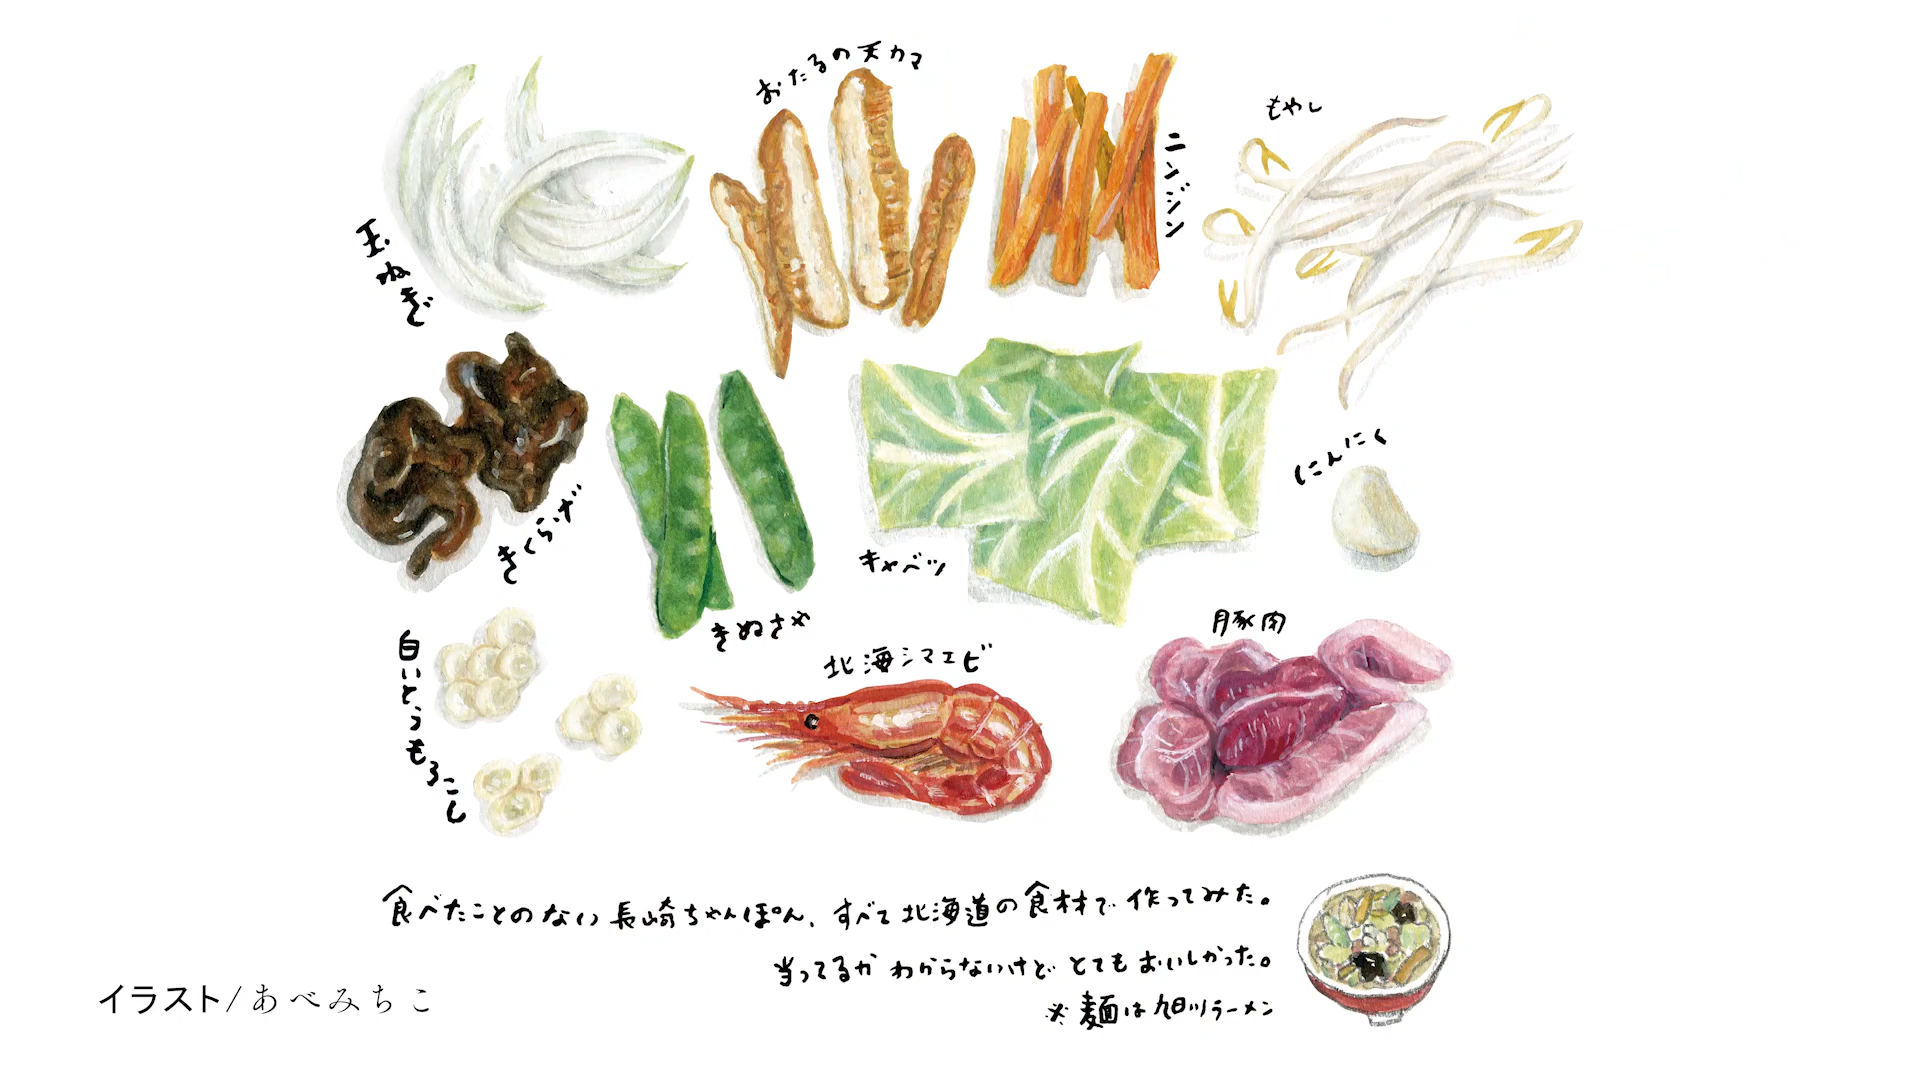 おたるの天カマ
玉ねぎ
ニンジン
もやし
きくらげ
きぬさや
キャベツ
にんにく
白いとうもろこし
北海シマエビ
豚肉
食べたことのない長崎ちゃんぽん、すべて北海道の食材で作ってみた。
当ってるかわからないけどとてもおいしかった。
※麺は旭川ラーメン
イラスト/あべみちこ